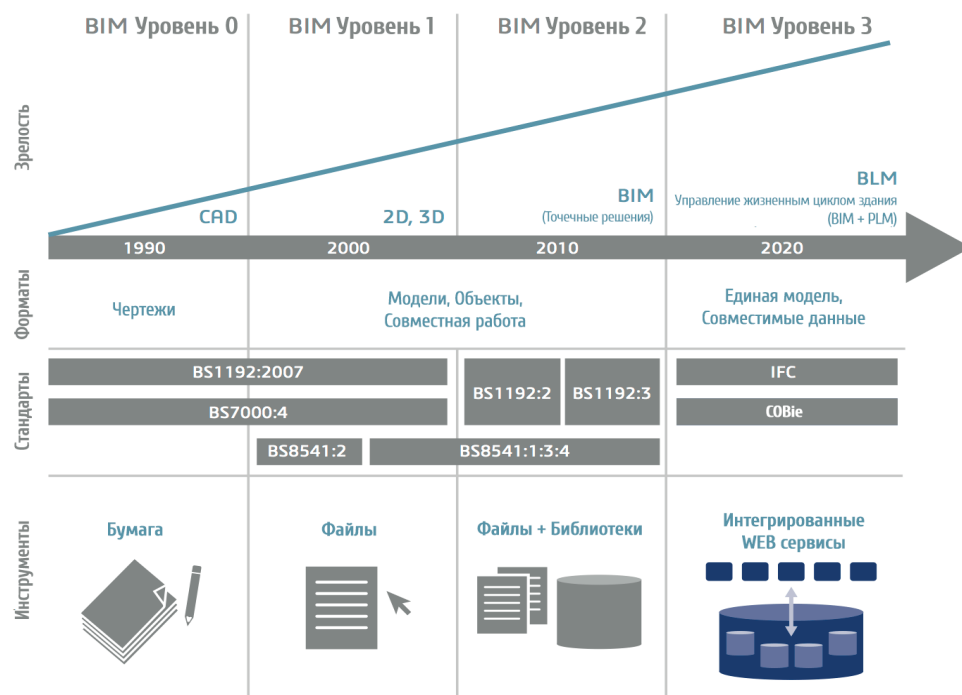 BIM Уровень 0
BIM Уровень 1
BIM Уровень 2
BIM Уровень 3
Зрелость
CAD
2D, 3D
BIM
(Точечные решения)
BLM
Управление жизненным циклом здания
(BIM + PLM)
1990
2000
2010
2020
Форматы
Чертежи
Модели, Объекты,
Совместная работа
Единая модель,
Совместимые данные
Стандарты
BS1192:2007
BS7000:4
BS8541:2
BS8541:1:3:4
BS1192:2
BS1192:3
IFC
COBie
Инструменты
Бумага
Файлы
Файлы + Библиотеки
Интегрированные
WEB сервисы